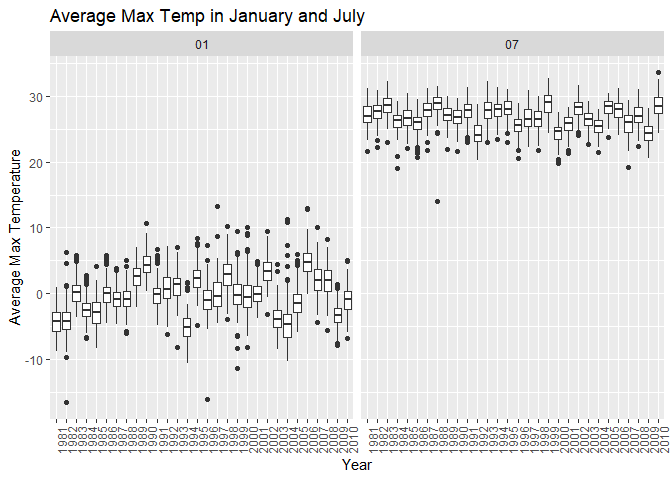 Average Max Temp in January and July
01
07
30
20
10
0
-10
Average Max Temperature
1981 1982 1983 1984 1985 1986 1987 1988 1989 1990 1991 1992 1993 1994 1995 1996 1997 1998 1999 2000 2001 2002 2003 2004 2005 2006 2007 2008 2009 2010
1981 1982 1983 1984 1985 1986 1987 1988 1989 1990 1991 1992 1993 1994 1995 1996 1997 1998 1999 2000 2001 2002 2003 2004 2005 2006 2007 2008 2009 2010
Year